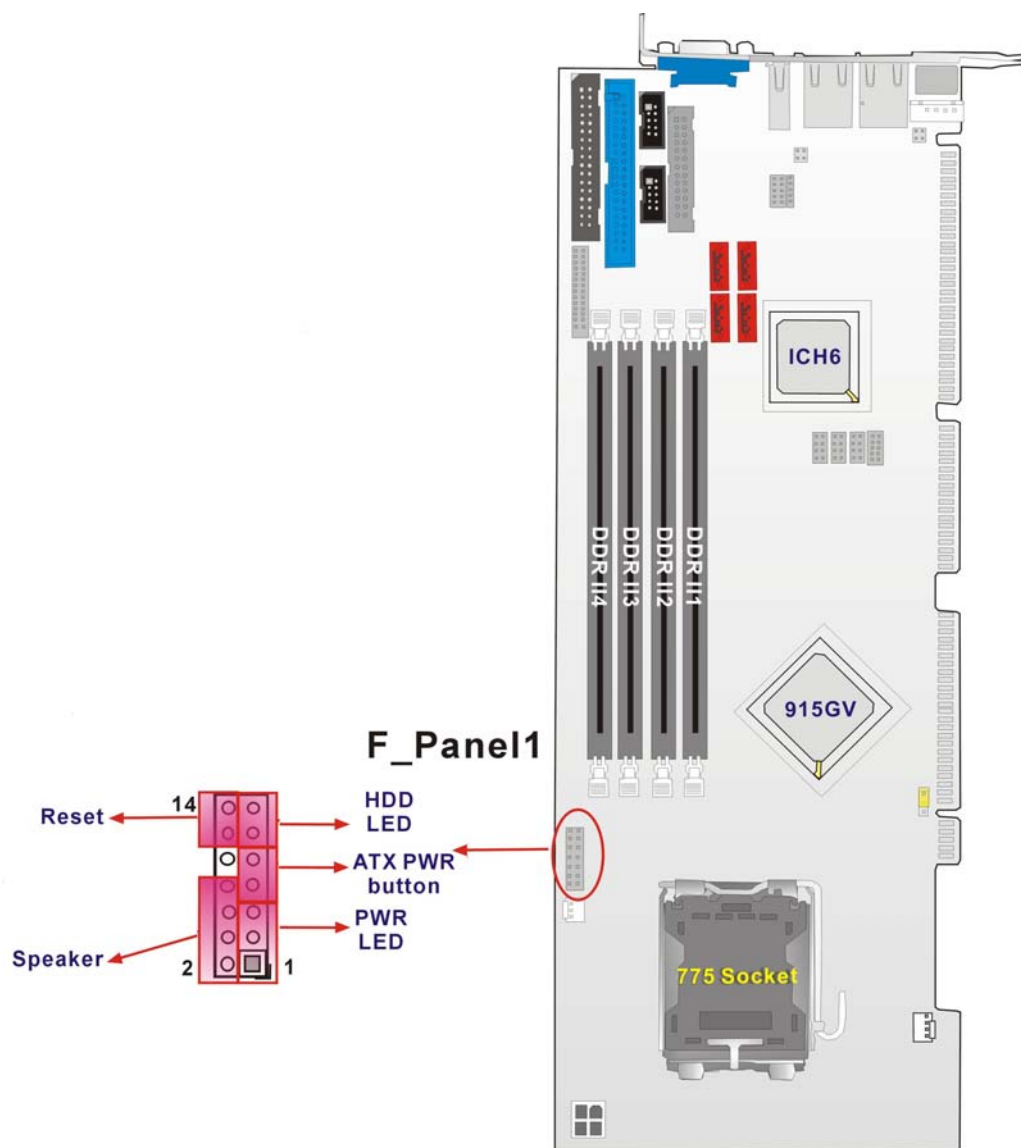 ICH6
DDR II4
DDR II3
DDR II2
DDR II1
915GV
F_Panel1
14
Reset
HDD
LED
ATX PWR
button
PWR
LED
Speaker
2
1
775 Socket